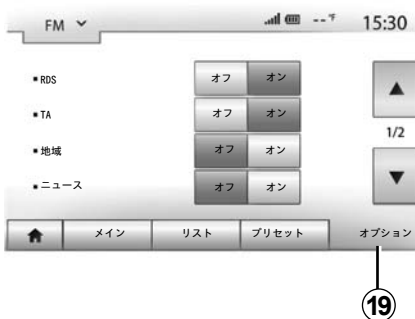 FM -- °F 15:30
■ RDS オフ オン
■ TA オフ オン
1/2
■ 地域 オフ オン
■ ニュース オフ オン
メイン リスト プリセット オプション
19